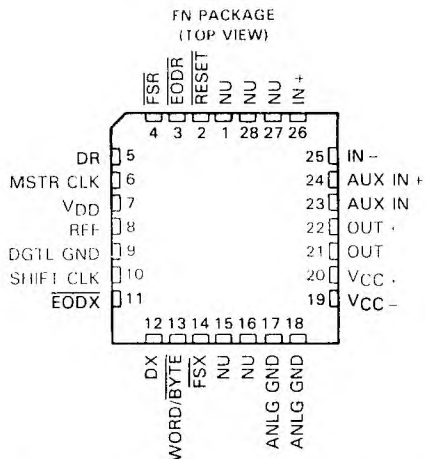 FN PACKAGE
(TOP VIEW)
FSR
EODR
RESET
NU
NU
NU
IN +
4 3 2 1 28 27 26
DR 5
MSTR CLK 6
VDD 7
REF 8
DGTL GND 9
SHIFT CLK 10
EODX 11
25 IN -
24 AUX IN +
23 AUX IN
22 OUT +
21 OUT
20 VCC +
19 VCC -
12 13 14 15 16 17 18
DX
WORD/BYTE
FSX
NU
NU
ANLG GND
ANLG GND